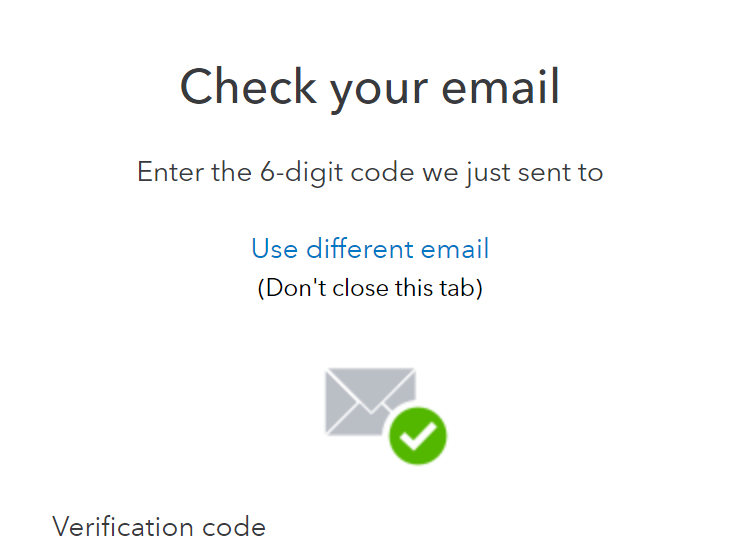 Check your email
Enter the 6-digit code we just sent to
Use different email
(Don't close this tab)
Verification code